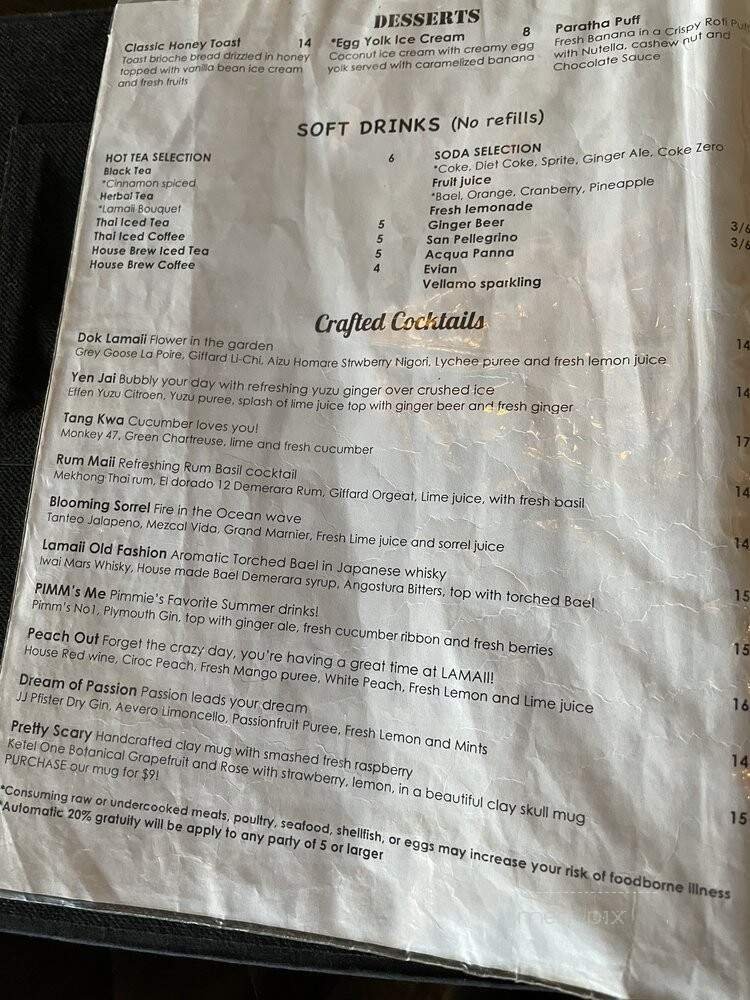 DESSERTS
Classic Honey Toast 14
Toast brioche bread drizzled in honey
topped with vanilla bean ice cream
and fresh fruits
*Egg Yolk Ice Cream 8
Coconut ice cream with creamy egg
yolk served with caramelized banana
Paratha Puff
Fresh Banana in a Crispy Roti
with Nutella, cashew nut and
Chocolate Sauce
SOFT DRINKS (No refills)
HOT TEA SELECTION 6
Black Tea
*Cinnamon spiced
Herbal Tea
*Lamaii Bouquet
Thai Iced Tea 5
Thai Iced Coffee 5
House Brew Iced Tea 5
House Brew Coffee 4
SODA SELECTION
*Coke, Diet Coke, Sprite, Ginger Ale, Coke Zero
Fruit juice
*Bael, Orange, Cranberry, Pineapple
Fresh lemonade
Ginger Beer 3/6
San Pellegrino 3/6
Acqua Panna
Evian
Vellamo sparkling
Crafted Cocktails
Dok Lamaii Flower in the garden 14
Grey Goose La Poire, Giffard Li-Chi, Aizu Homare Strwberry Nigori, Lychee puree and fresh lemon juice
Yen Jai Bubbly your day with refreshing yuzu ginger over crushed ice 14
Effen Yuzu Citroen, Yuzu puree, splash of lime juice top with ginger beer and fresh ginger
Tang Kwa Cucumber loves you! 17
Monkey 47, Green Chartreuse, lime and fresh cucumber
Rum Maii Refreshing Rum Basil cocktail 14
Mekhong Thai rum, El dorado 12 Demerara Rum, Giffard Orgeat, Lime juice, with fresh basil
Blooming Sorrel Fire in the Ocean wave 14
Tanteo Jalapeno, Mezcal Vida, Grand Marnier, Fresh Lime juice and sorrel juice
Lamaii Old Fashion Aromatic Torched Bael in Japanese whisky 15
Iwai Mars Whisky, House made Bael Demerara syrup, Angostura Bitters, top with torched Bael
PIMM's Me Pimmie's Favorite Summer drinks! 15
Pimm's No1, Plymouth Gin, top with ginger ale, fresh cucumber ribbon and fresh berries
Peach Out Forget the crazy day, you're having a great time at LAMAII! 16
House Red wine, Ciroc Peach, Fresh Mango puree, White Peach, Fresh Lemon and Lime juice
Dream of Passion Passion leads your dream 14
JJ Pfister Dry Gin, Aevero Limoncello, Passionfruit Puree, Fresh Lemon and Mints
Pretty Scary Handcrafted clay mug with smashed fresh raspberry 15
Ketel One Botanical Grapefruit and Rose with strawberry, lemon, in a beautiful clay skull mug
PURCHASE our mug for $9!
*Consuming raw or undercooked meats, poultry, seafood, shellfish, or eggs may increase your risk of foodborne illness
*Automatic 20% gratuity will be apply to any party of 5 or larger